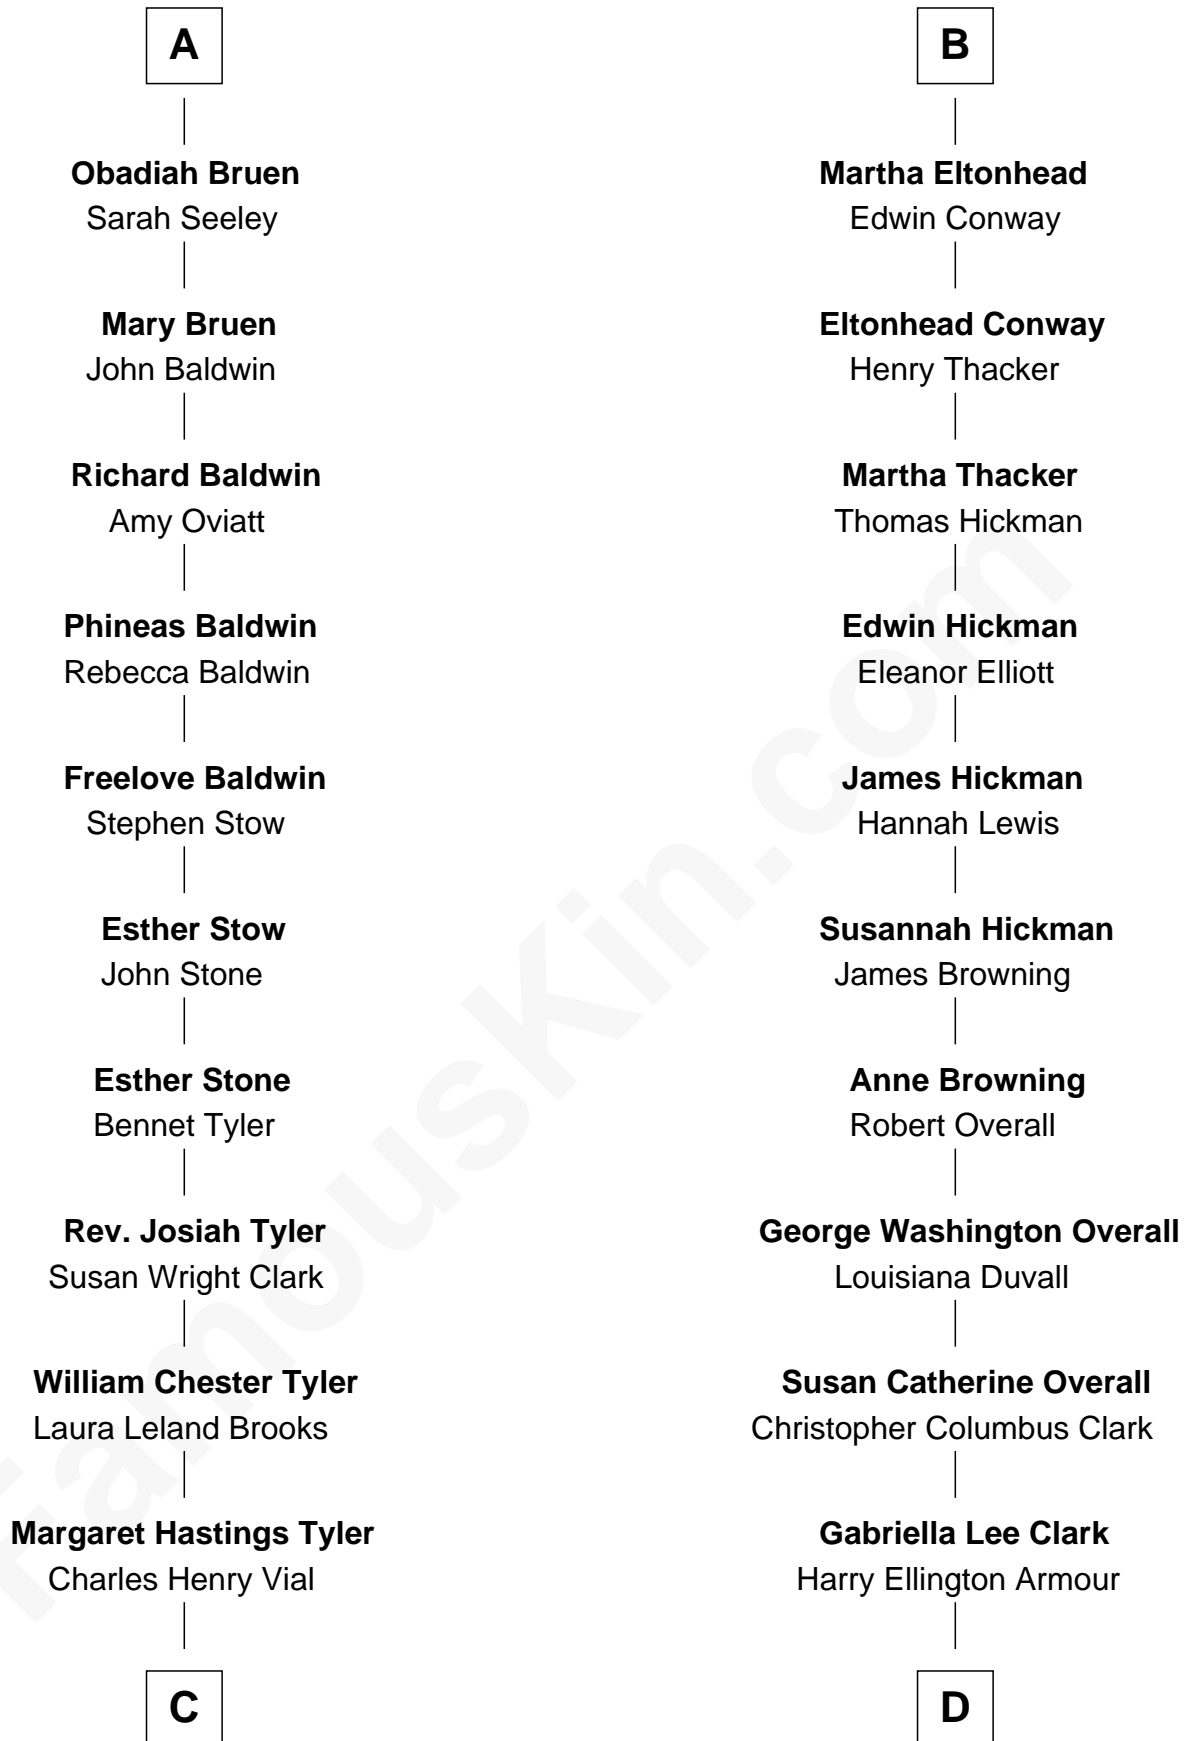 A
Obadiah Bruen
Sarah Seeley
Mary Bruen
John Baldwin
Richard Baldwin
Amy Oviatt
Phineas Baldwin
Rebecca Baldwin
Freelove Baldwin
Stephen Stow
Esther Stow
John Stone
Esther Stone
Bennet Tyler
Rev. Josiah Tyler
Susan Wright Clark
William Chester Tyler
Laura Leland Brooks
Margaret Hastings Tyler
Charles Henry Vial
C
B
Martha Eltonhead
Edwin Conway
Eltonhead Conway
Henry Thacker
Martha Thacker
Thomas Hickman
Edwin Hickman
Eleanor Elliott
James Hickman
Hannah Lewis
Susannah Hickman
James Browning
Anne Browning
Robert Overall
George Washington Overall
Louisiana Duvall
Susan Catherine Overall
Christopher Columbus Clark
Gabriella Lee Clark
Harry Ellington Armour
D
FamousKin.com